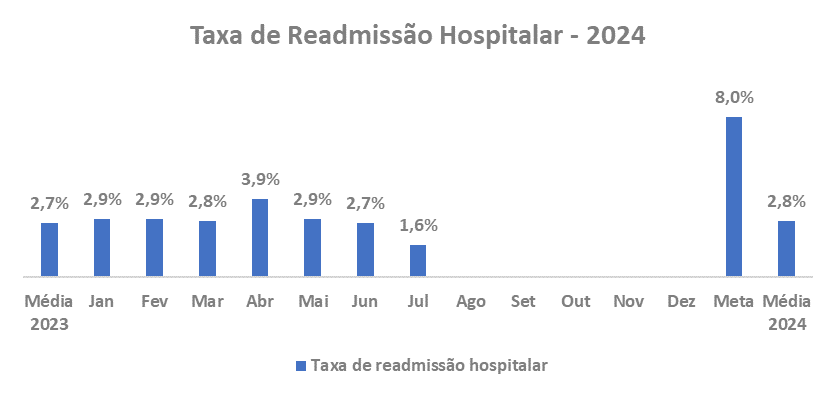 Taxa de Readmissão Hospitalar - 2024
8,0%
3,9%
2,7% 2,9% 2,9% 2,8% 2,9% 2,7% 2,8%
1,6%
Média Jan Fev Mar Abr Mai Jun Jul Ago Set Out Nov Dez Meta Média
2023 2024
Taxa de readmissão hospitalar